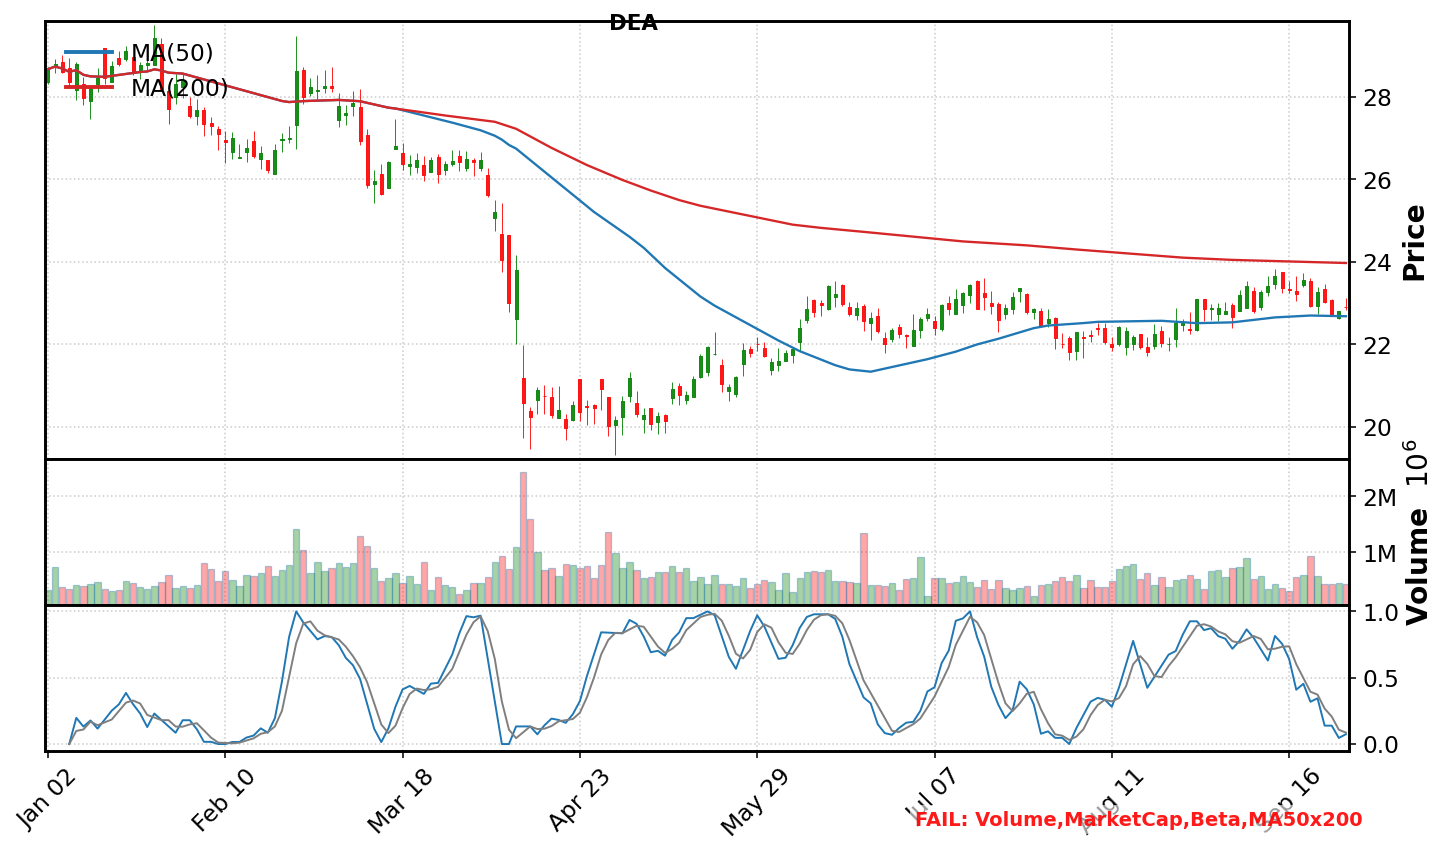 DEA
MA(50)
MA(200)
28
26
24
22
20
Price
2M
1M
Volume 10^6
1.0
0.5
0.0
Jan 02
Feb 10
Mar 18
Apr 23
May 29
Jul 07
Aug 11
Sep 16
FAIL: Volume,MarketCap,Beta,MA50x200